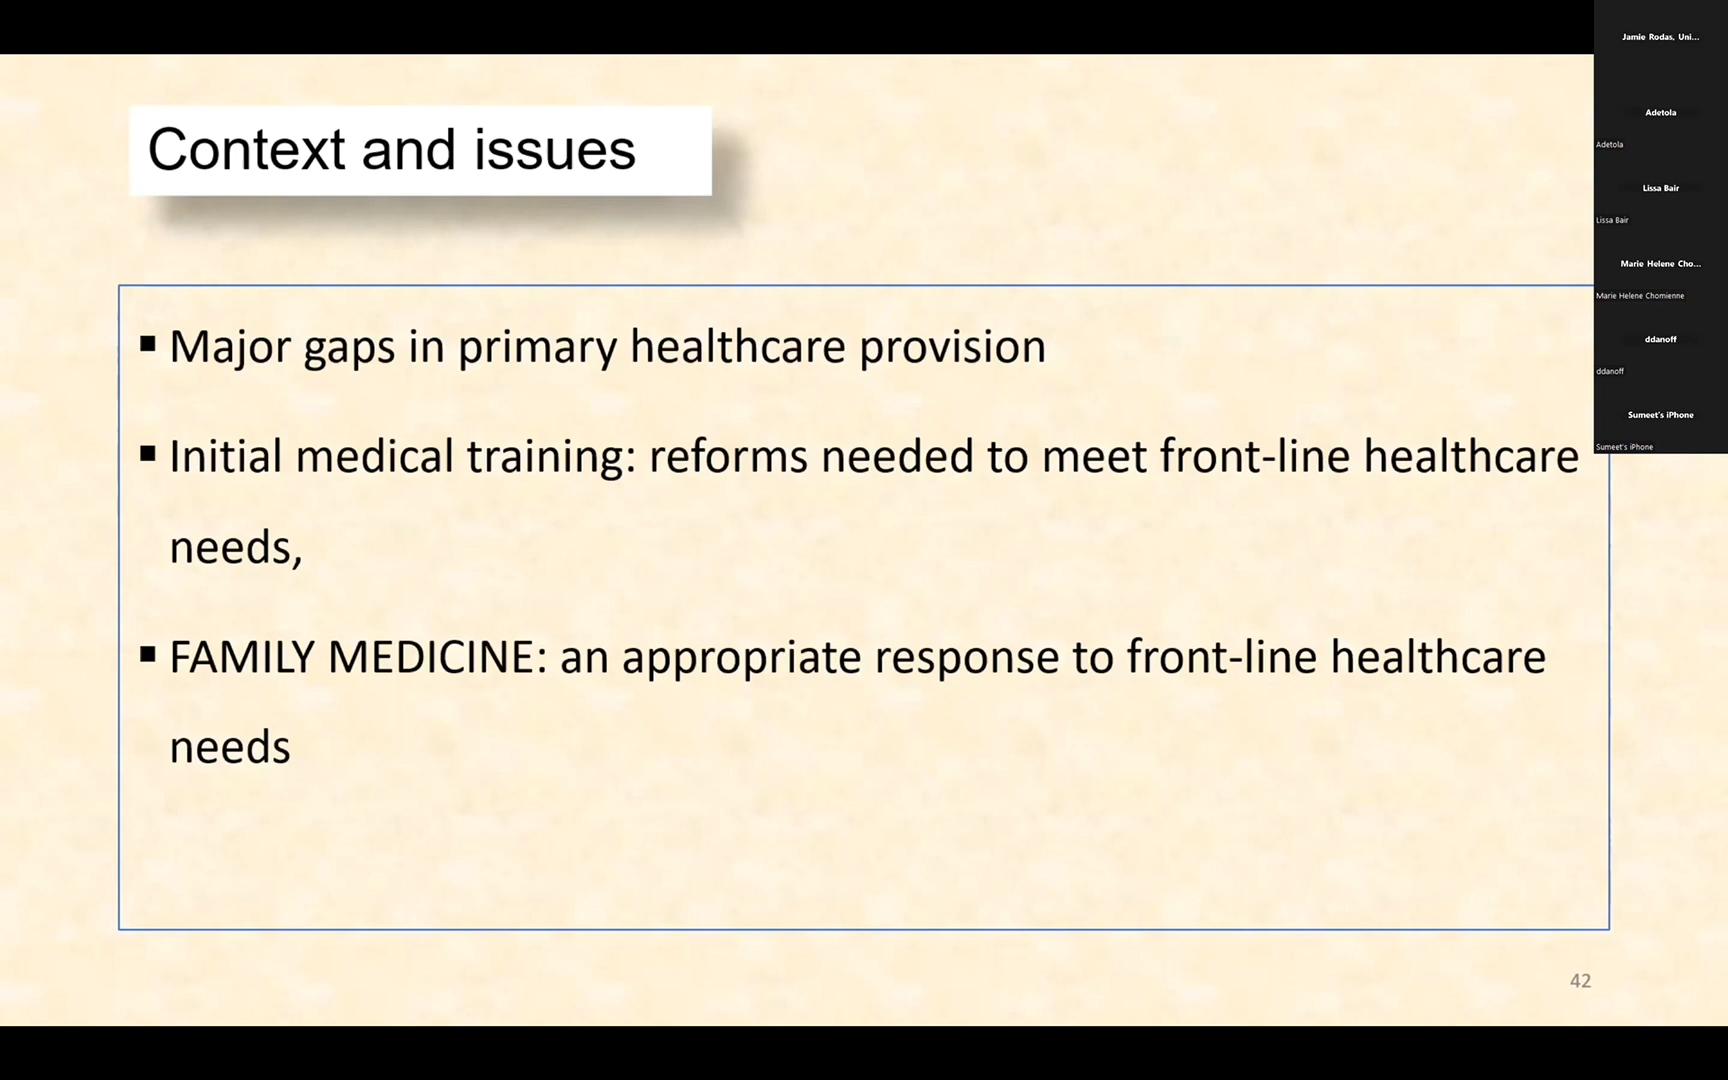 Context and issues
▪ Major gaps in primary healthcare provision
▪ Initial medical training: reforms needed to meet front-line healthcare
needs,
▪ FAMILY MEDICINE: an appropriate response to front-line healthcare
needs
42
Jamie Rodas, Uni...
Adetola
Adetola
Lissa Bair
Lissa Bair
Marie Helene Cho...
Marie Helene Chomienne
ddanoff
ddanoff
Sumeet's iPhone
Sumeet's iPhone